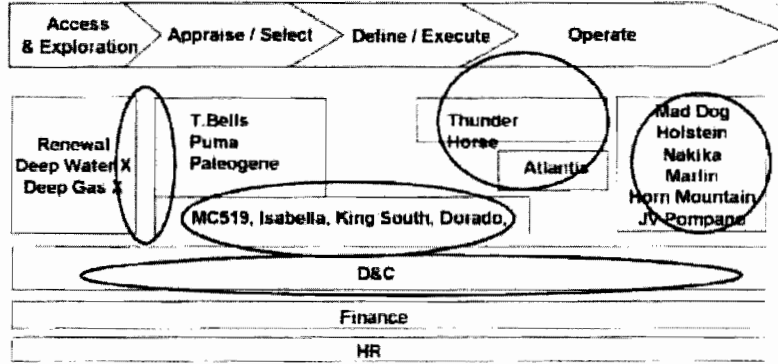 Access
& Exploration
Appraise / Select
Define / Execute
Operate
Renewal
Deep Water X
Deep Gas X
T.Bells
Puma
Paleogene
Thunder
Horse
Atlantis
Mad Dog
Holstein
Nakika
Marlin
Horn Mountain
JV Pompano
MC519, Isabella, King South, Dorado,
D&C
Finance
HR